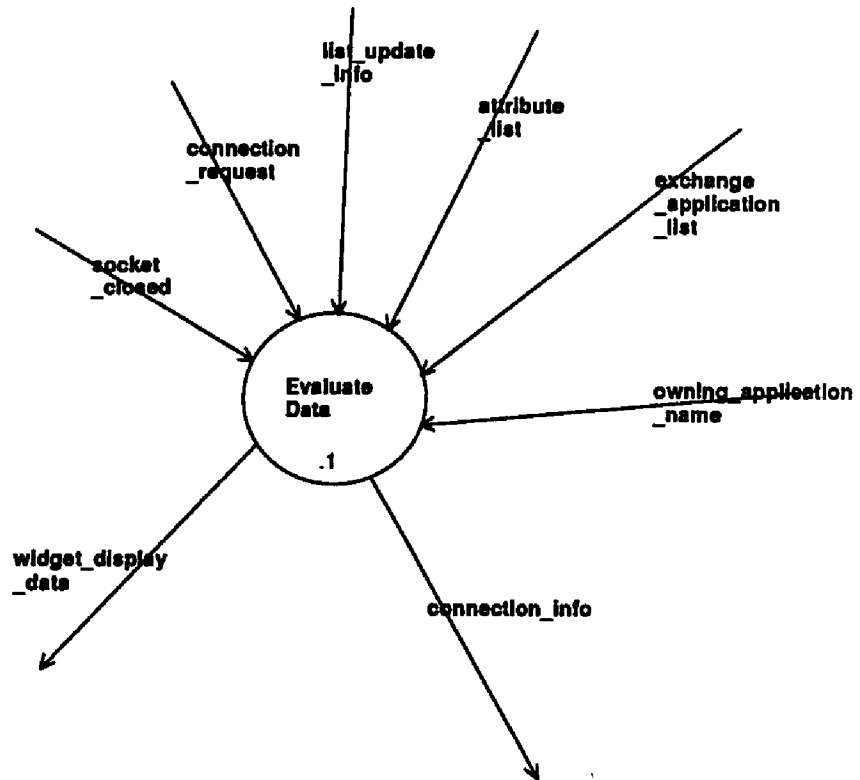 list_update
_info
attribute
_list
connection
_request
exchange
_application
_list
socket
_closed
Evaluate
Data
.1
owning_application
_name
widget_display
_data
connection_info